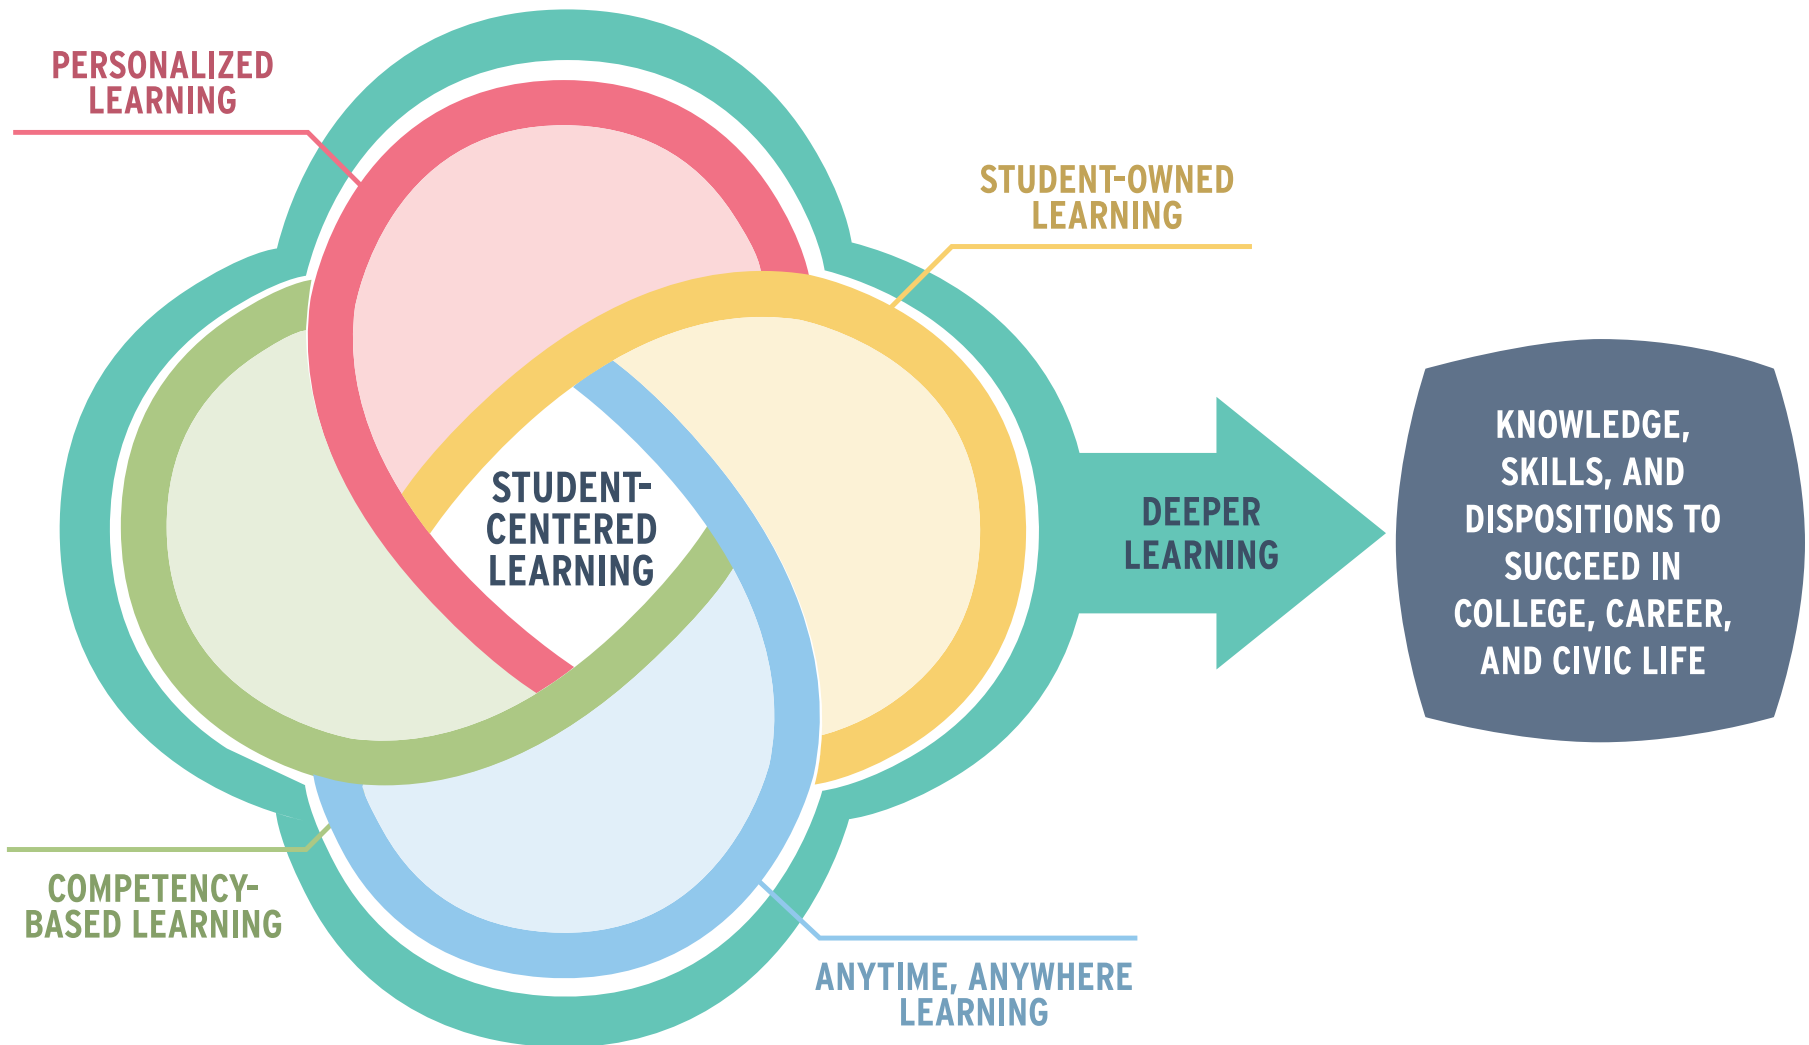 PERSONALIZED
LEARNING
STUDENT-OWNED
LEARNING
STUDENT-
CENTERED
LEARNING
DEEPER
LEARNING
KNOWLEDGE,
SKILLS, AND
DISPOSITIONS TO
SUCCEED IN
COLLEGE, CAREER,
AND CIVIC LIFE
COMPETENCY-
BASED LEARNING
ANYTIME, ANYWHERE
LEARNING